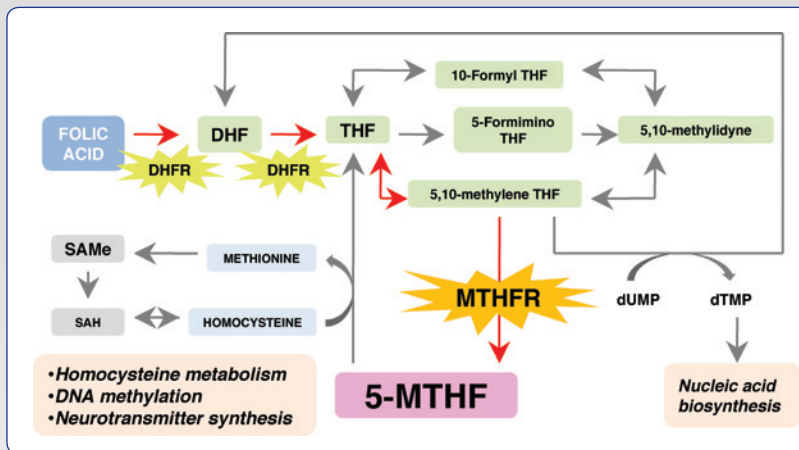 10-Formyl THF
FOLIC
ACID
DHF
THF
5-Formimino
THF
5,10-methylidyne
DHFR
DHFR
5,10-methylene THF
SAMe
METHIONINE
MTHFR
dUMP
dTMP
SAH
HOMOCYSTEINE
•Homocysteine metabolism
•DNA methylation
•Neurotransmitter synthesis
5-MTHF
Nucleic acid
biosynthesis